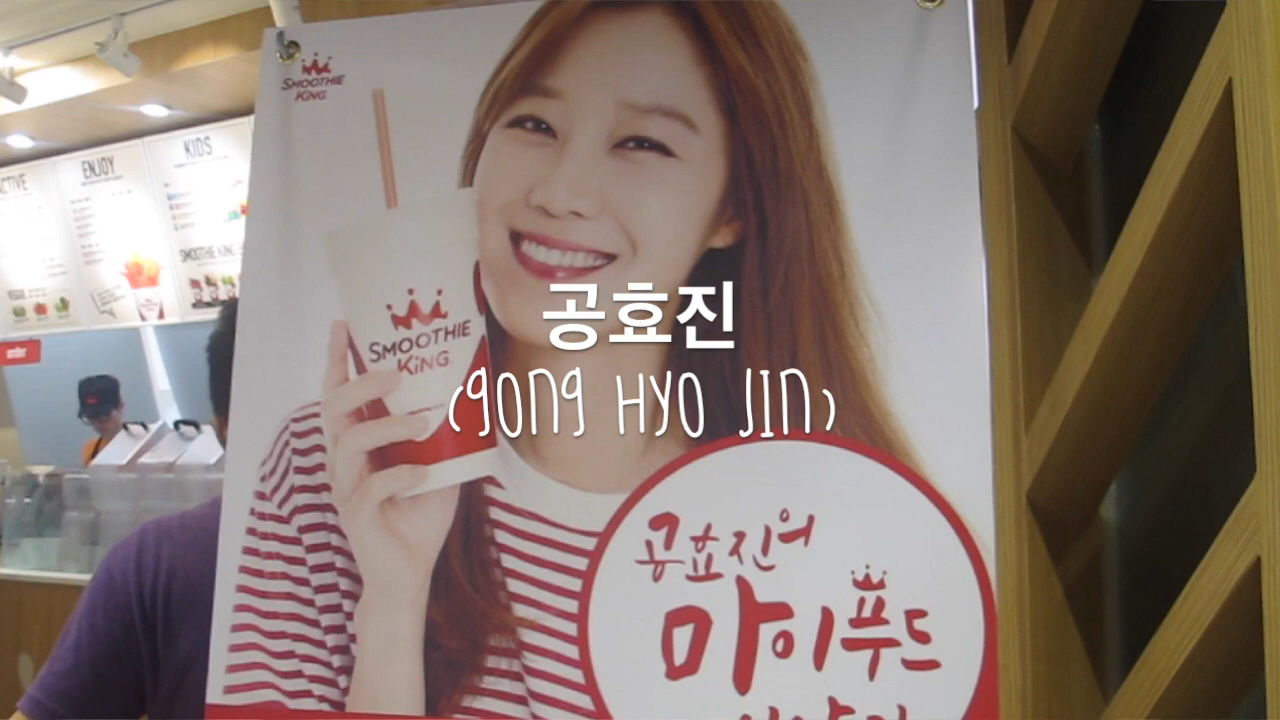 SMOOTHIE
KING
ACTIVE
ENJOY
KIDS
SMOOTHIE KING
SMOOTHIE
KiNG
공효진
(gong HYO JIN)
공효진의
마이푸드